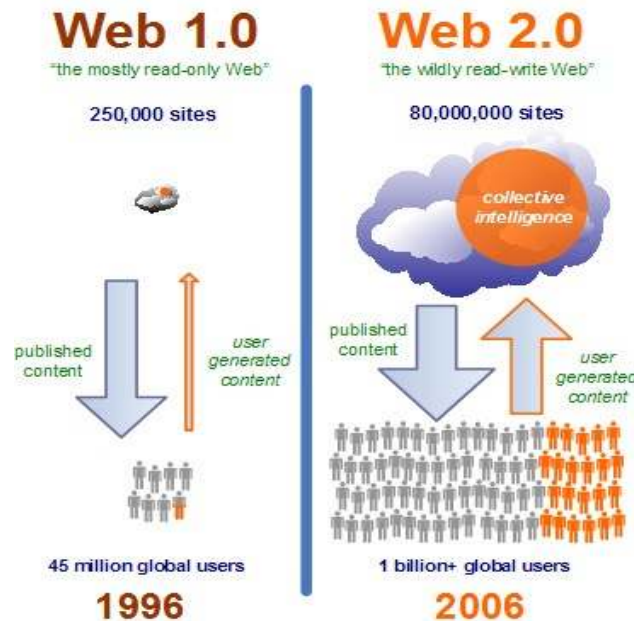 Web 1.0
"the mostly read-only Web"
250,000 sites
published
content
user
generated
content
45 million global users
1996
Web 2.0
"the wildly read-write Web"
80,000,000 sites
collective
intelligence
published
content
user
generated
content
1 billion+ global users
2006